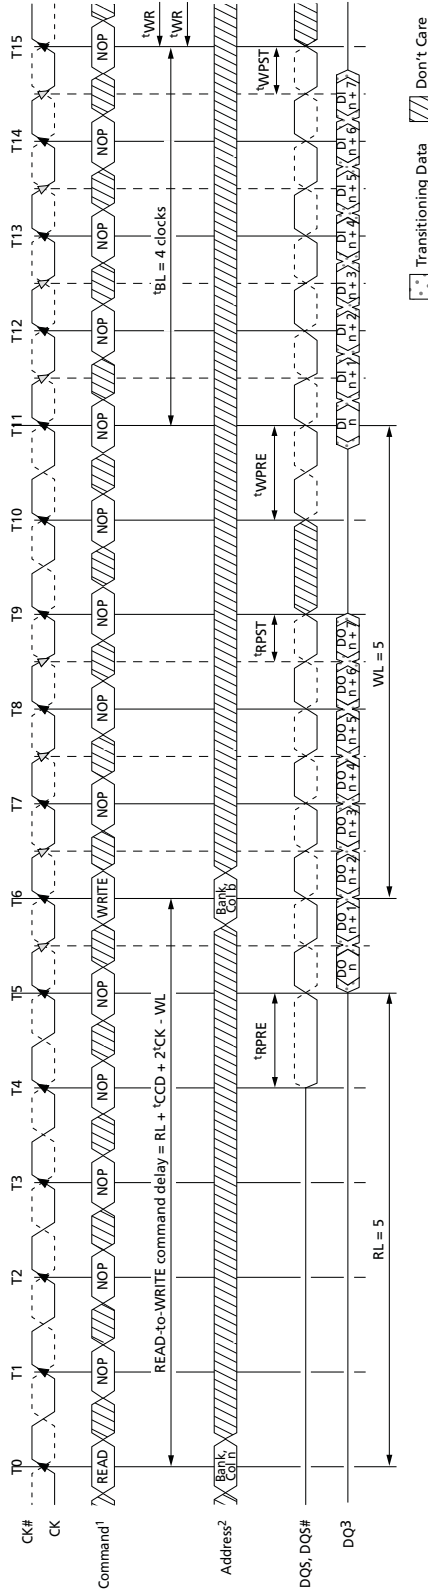 T0 T1 T2 T3 T4 T5 T6 T7 T8 T9 T10 T11 T12 T13 T14 T15
CK#
CK
Command1 READ NOP NOP NOP NOP NOP WRITE NOP NOP NOP NOP NOP NOP NOP NOP NOP
tWR
READ-to-WRITE command delay = RL + tCCD + 2tCK - WL
tBL = 4 clocks
tWR
Address2
Bank,
Col n
Bank,
Col b
tRPRE
tRPST
tWPRE
tWPST
DQS, DQS#
DQ3
DO
n
DO
n + 1
DO
n + 2
DO
n + 3
DO
n + 4
DO
n + 5
DO
n + 6
DO
n + 7
DI
n
DI
n + 1
DI
n + 2
DI
n + 3
DI
n + 4
DI
n + 5
DI
n + 6
DI
n + 7
RL = 5
WL = 5
Transitioning Data
Don't Care